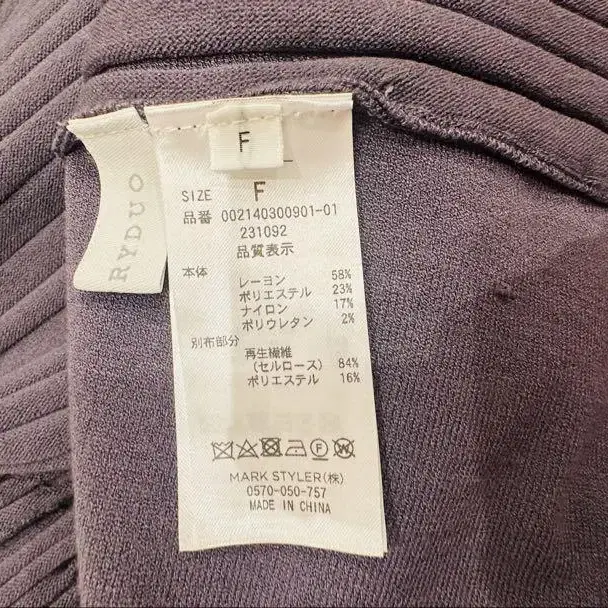 RYDUO
F
SIZE F
品番 002140300901-01
231092
品質表示
本体
レーヨン 58%
ポリエステル 23%
ナイロン 17%
ポリウレタン 2%
別布部分
再生繊維
(セルロース) 84%
ポリエステル 16%
MARK STYLER(株)
0570-050-757
MADE IN CHINA